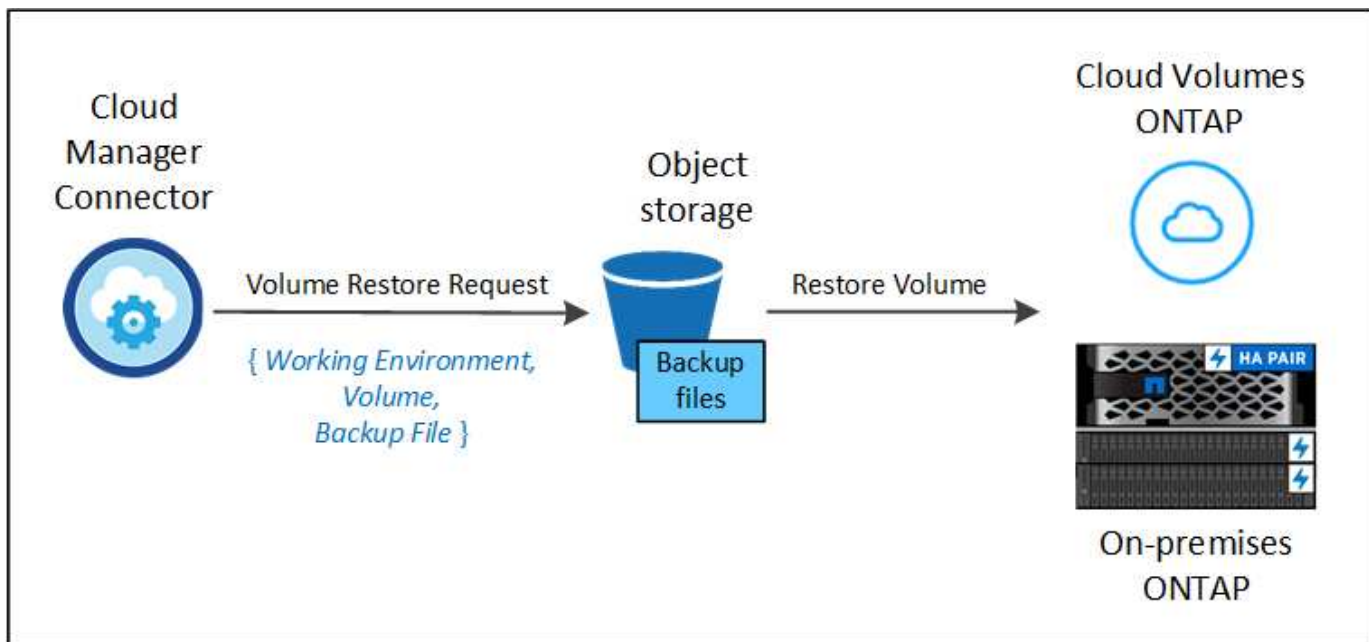 Cloud
Manager
Connector
Volume Restore Request
{ Working Environment,
Volume,
Backup File }
Object
storage
Backup
files
Restore Volume
Cloud Volumes
ONTAP
HA PAIR
On-premises
ONTAP